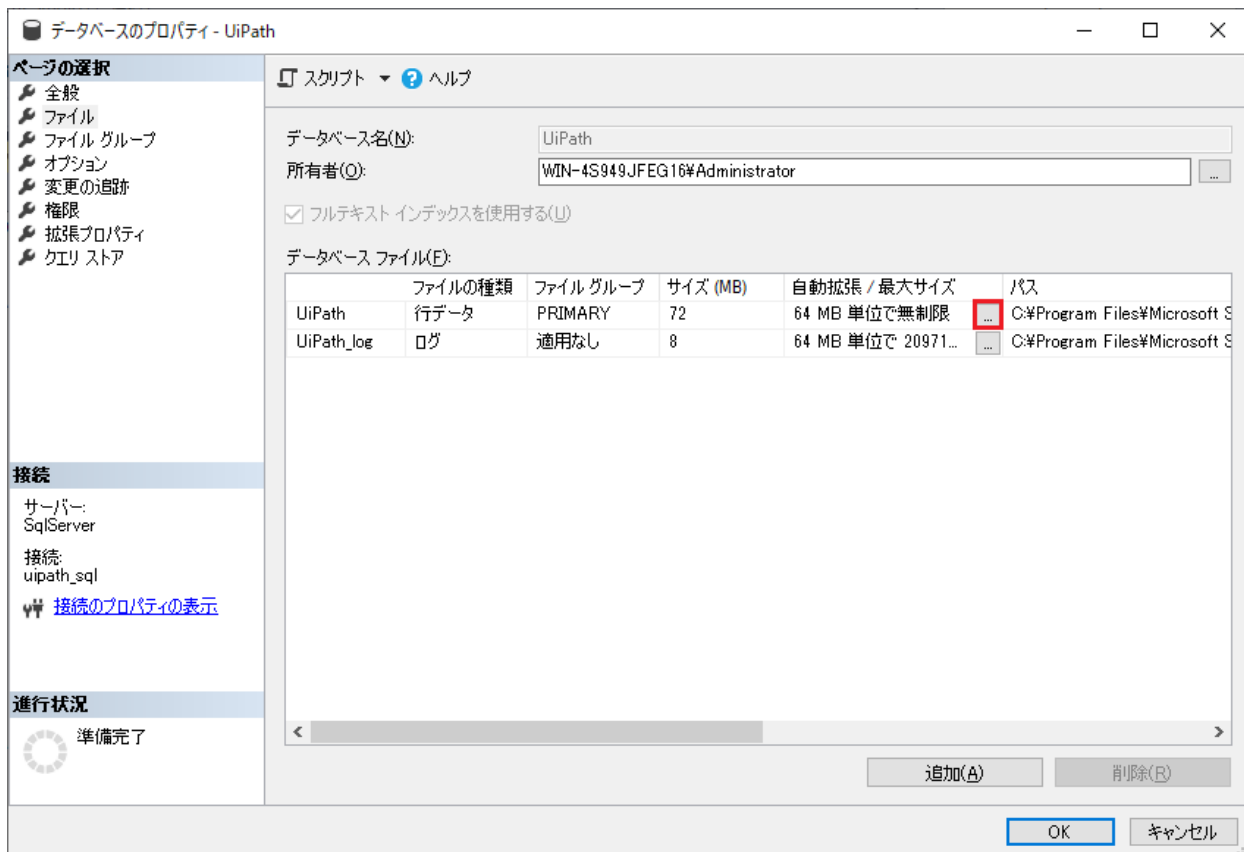 データベースのプロパティ - UiPath
ページの選択
全般
ファイル
ファイル グループ
オプション
変更の追跡
権限
拡張プロパティ
クエリ ストア
接続
サーバー:
SqlServer
接続:
uipath_sql
接続のプロパティの表示
進行状況
準備完了
スクリプト ヘルプ
データベース名(N): UiPath
所有者(O): WIN-4S949JFEG16¥Administrator ...
フルテキスト インデックスを使用する(U)
データベース ファイル(F):
ファイルの種類 ファイル グループ サイズ (MB) 自動拡張 / 最大サイズ パス
UiPath 行データ PRIMARY 72 64 MB 単位で無制限 ... C:¥Program Files¥Microsoft S
UiPath_log ログ 適用なし 8 64 MB 単位で 20971... ... C:¥Program Files¥Microsoft S
追加(A) 削除(R)
OK キャンセル